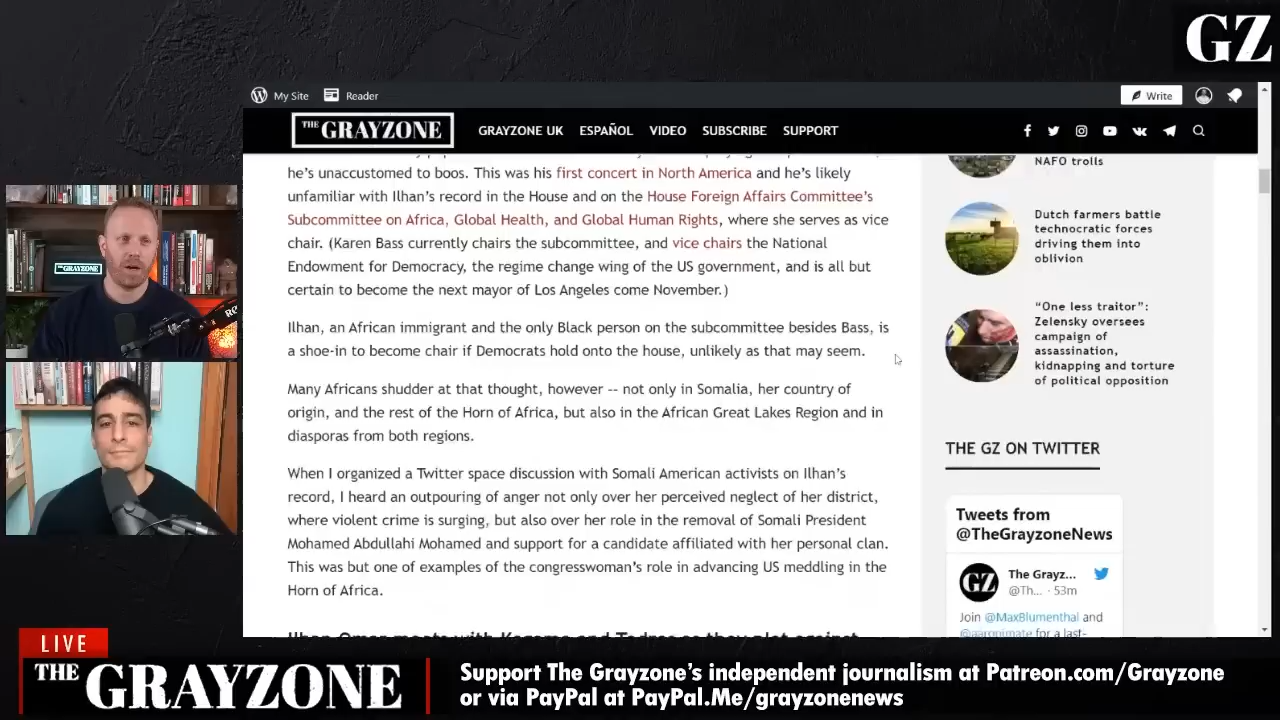 GZ
My Site
Reader
Write
THE GRAYZONE
GRAYZONE UK
ESPAÑOL
VIDEO
SUBSCRIBE
SUPPORT
he's unaccustomed to boos. This was his first concert in North America and he's likely
unfamiliar with Ilhan's record in the House and on the House Foreign Affairs Committee's
Subcommittee on Africa, Global Health, and Global Human Rights, where she serves as vice
chair. (Karen Bass currently chairs the subcommittee, and vice chairs the National
Endowment for Democracy, the regime change wing of the US government, and is all but
certain to become the next mayor of Los Angeles come November.)
Ilhan, an African immigrant and the only Black person on the subcommittee besides Bass, is
a shoe-in to become chair if Democrats hold onto the house, unlikely as that may seem.
Many Africans shudder at that thought, however -- not only in Somalia, her country of
origin, and the rest of the Horn of Africa, but also in the African Great Lakes Region and in
diasporas from both regions.
When I organized a Twitter space discussion with Somali American activists on Ilhan's
record, I heard an outpouring of anger not only over her perceived neglect of her district,
where violent crime is surging, but also over her role in the removal of Somali President
Mohamed Abdullahi Mohamed and support for a candidate affiliated with her personal clan.
This was but one of examples of the congresswoman's role in advancing US meddling in the
Horn of Africa.
NAFO trolls
Dutch farmers battle
technocratic forces
driving them into
oblivion
"One less traitor":
Zelensky oversees
campaign of
assassination,
kidnapping and torture
of political opposition
THE GZ ON TWITTER
Tweets from
@TheGrayzoneNews
GZ
The Grayz...
@Th... · 53m
Join @MaxBlumenthal and
@aaronjmate for a last-
THE GRAYZONE
LIVE
THE GRAYZONE
Support The Grayzone's independent journalism at Patreon.com/Grayzone
or via PayPal at PayPal.Me/grayzonenews